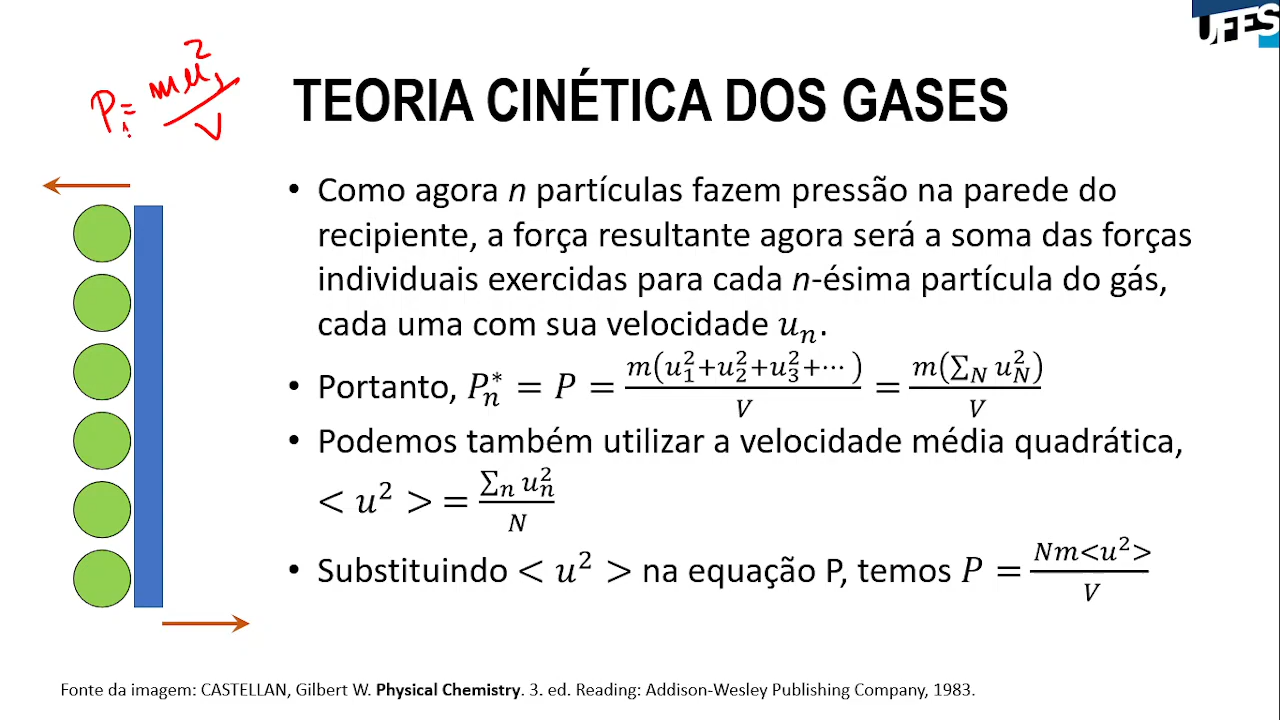 UFES
P₁ = mu₁² / V
TEORIA CINÉTICA DOS GASES
• Como agora n partículas fazem pressão na parede do
recipiente, a força resultante agora será a soma das forças
individuais exercidas para cada n-ésima partícula do gás,
cada uma com sua velocidade uₙ.
• Portanto, Pₙ* = P = m(u₁²+u₂²+u₃²+⋯ ) / V = m(∑_N u_N²) / V
• Podemos também utilizar a velocidade média quadrática,
< u² > = ∑ₙ uₙ² / N
• Substituindo < u² > na equação P, temos P = Nm<u²> / V
Fonte da imagem: CASTELLAN, Gilbert W. Physical Chemistry. 3. ed. Reading: Addison-Wesley Publishing Company, 1983.